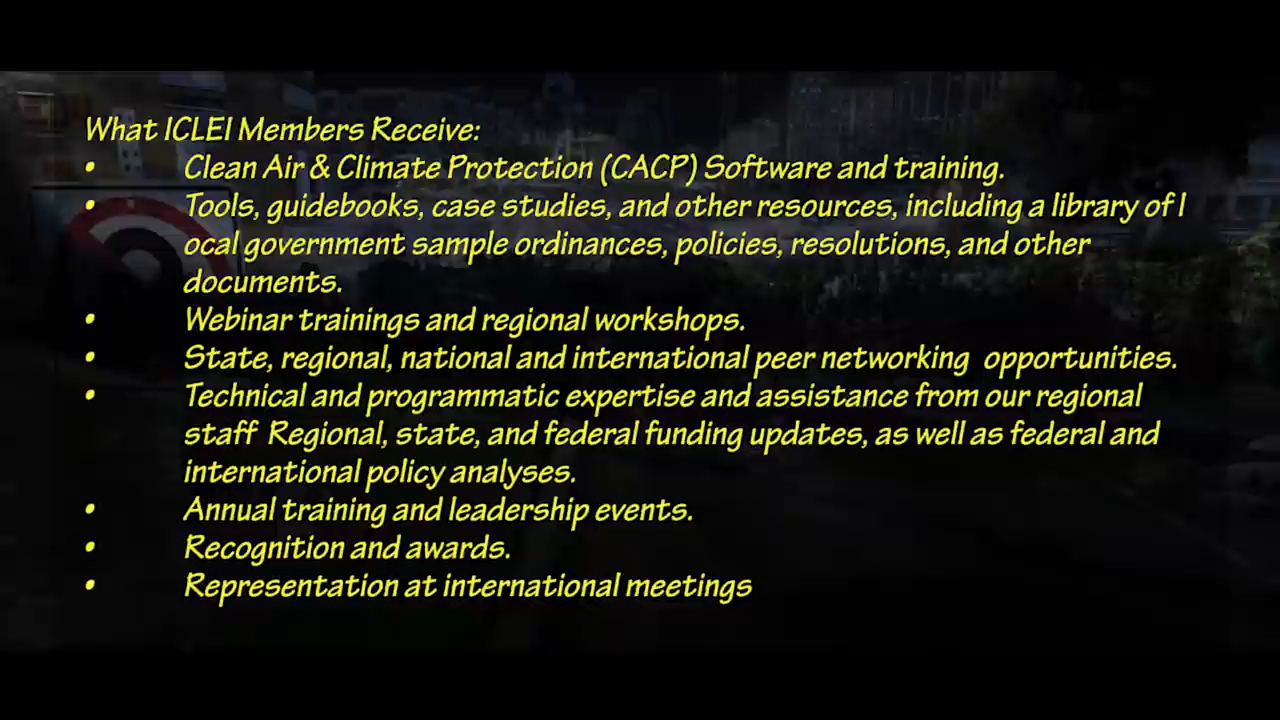 What ICLEI Members Receive:
• Clean Air & Climate Protection (CACP) Software and training.
• Tools, guidebooks, case studies, and other resources, including a library of l
ocal government sample ordinances, policies, resolutions, and other
documents.
• Webinar trainings and regional workshops.
• State, regional, national and international peer networking  opportunities.
• Technical and programmatic expertise and assistance from our regional
staff  Regional, state, and federal funding updates, as well as federal and
international policy analyses.
• Annual training and leadership events.
• Recognition and awards.
• Representation at international meetings